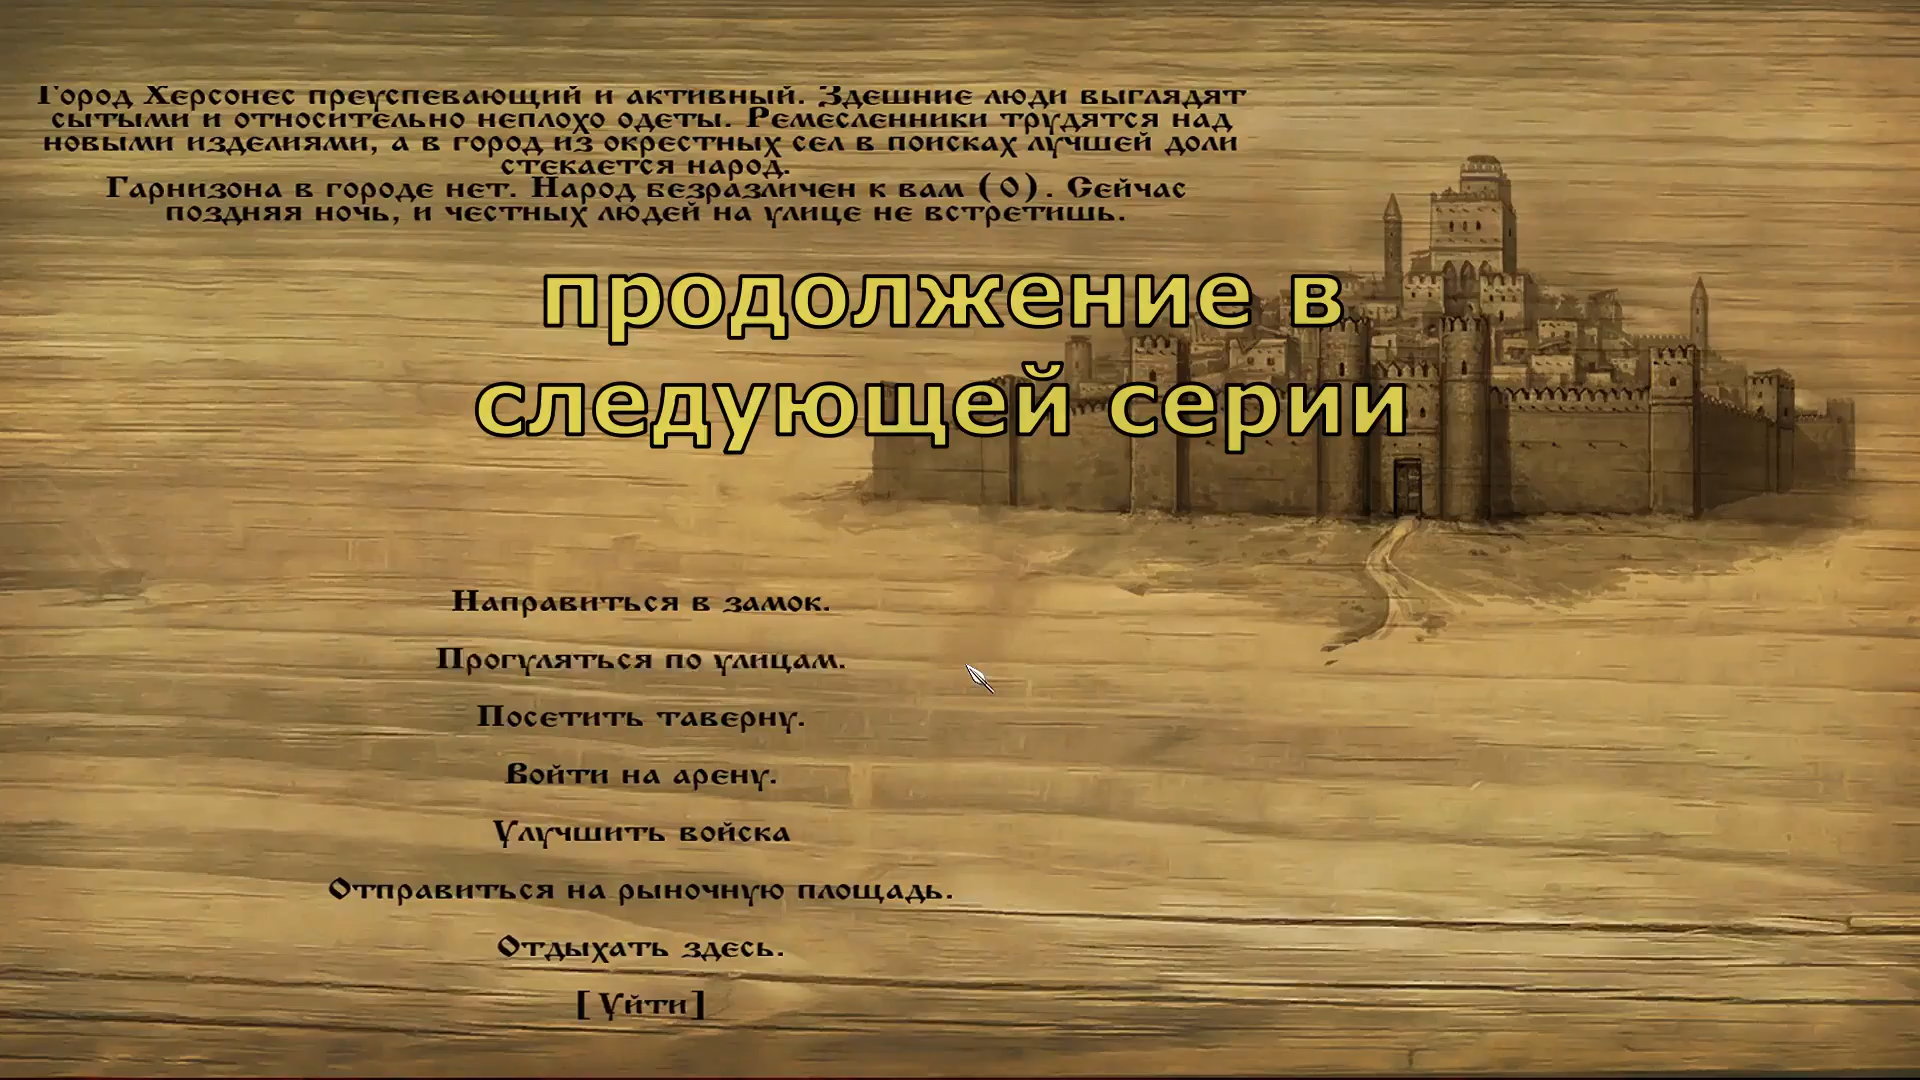 Город Херсонес преуспевающий и активный. Здешние люди выглядят
сытыми и относительно неплохо одеты. Ремесленники трудятся над
новыми изделиями, а в город из окрестных сел в поисках лучшей доли
стекается народ.
Гарнизона в городе нет. Народ безразличен к вам (0). Сейчас
поздняя ночь, и честных людей на улице не встретишь.
продолжение в
следующей серии
Направиться в замок.
Прогуляться по улицам.
Посетить таверну.
Войти на арену.
Улучшить войска
Отправиться на рыночную площадь.
Отдыхать здесь.
[Уйти]